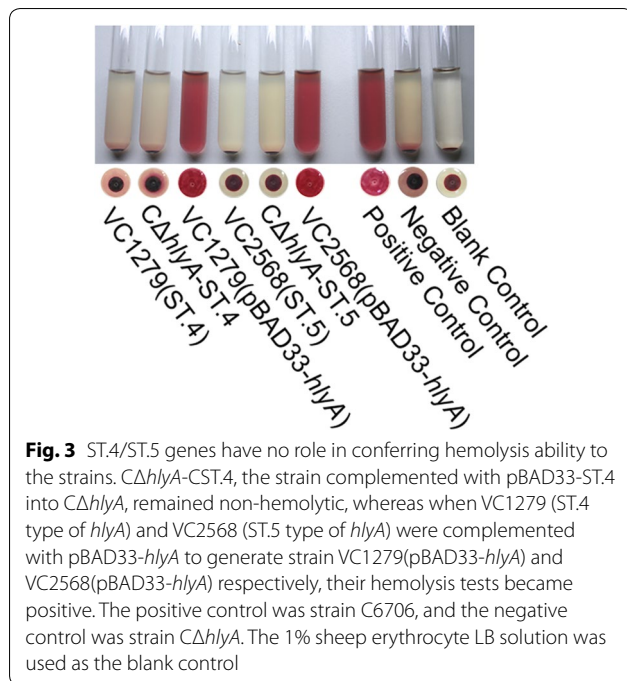 VC1279(ST.4)
CΔhlyA-ST.4
VC1279(pBAD33-hlyA)
VC2568(ST.5)
CΔhlyA-ST.5
VC2568(pBAD33-hlyA)
Positive Control
Negative Control
Blank Control
Fig. 3 ST.4/ST.5 genes have no role in conferring hemolysis ability to
the strains. CΔhlyA-CST.4, the strain complemented with pBAD33-ST.4
into CΔhlyA, remained non-hemolytic, whereas when VC1279 (ST.4
type of hlyA) and VC2568 (ST.5 type of hlyA) were complemented
with pBAD33-hlyA to generate strain VC1279(pBAD33-hlyA) and
VC2568(pBAD33-hlyA) respectively, their hemolysis tests became
positive. The positive control was strain C6706, and the negative
control was strain CΔhlyA. The 1% sheep erythrocyte LB solution was
used as the blank control